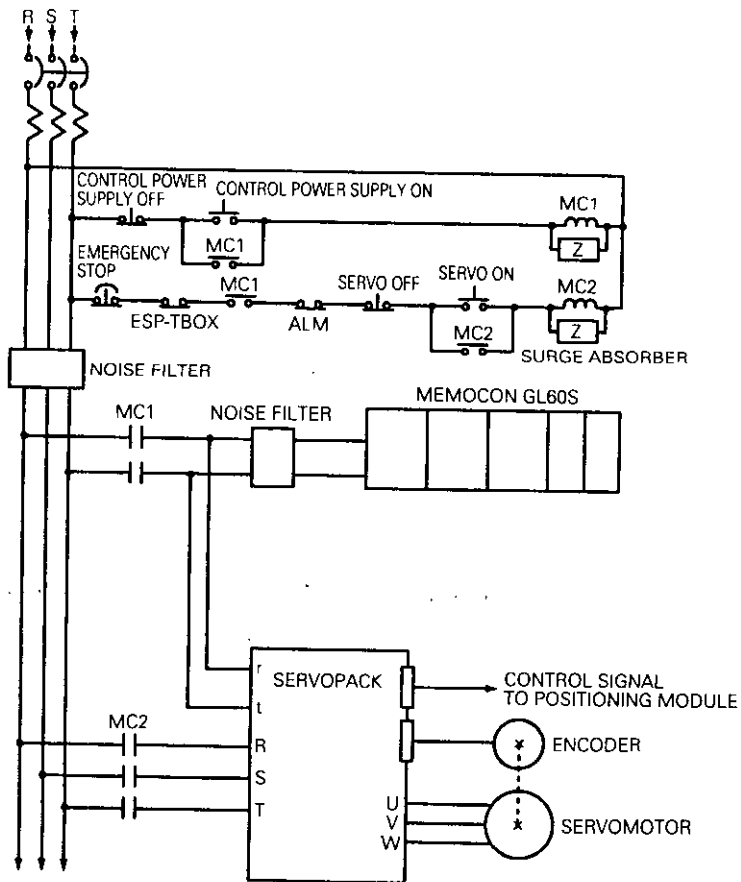 R S T
CONTROL POWER
SUPPLY OFF
CONTROL POWER SUPPLY ON
MC1
MC1
Z
EMERGENCY
STOP
ESP-TBOX
MC1
ALM
SERVO OFF
SERVO ON
MC2
MC2
Z
SURGE ABSORBER
NOISE FILTER
MC1
NOISE FILTER
MEMOCON GL60S
r
SERVOPACK
t
CONTROL SIGNAL
TO POSITIONING MODULE
MC2
R
ENCODER
S
T
U
V
W
SERVOMOTOR